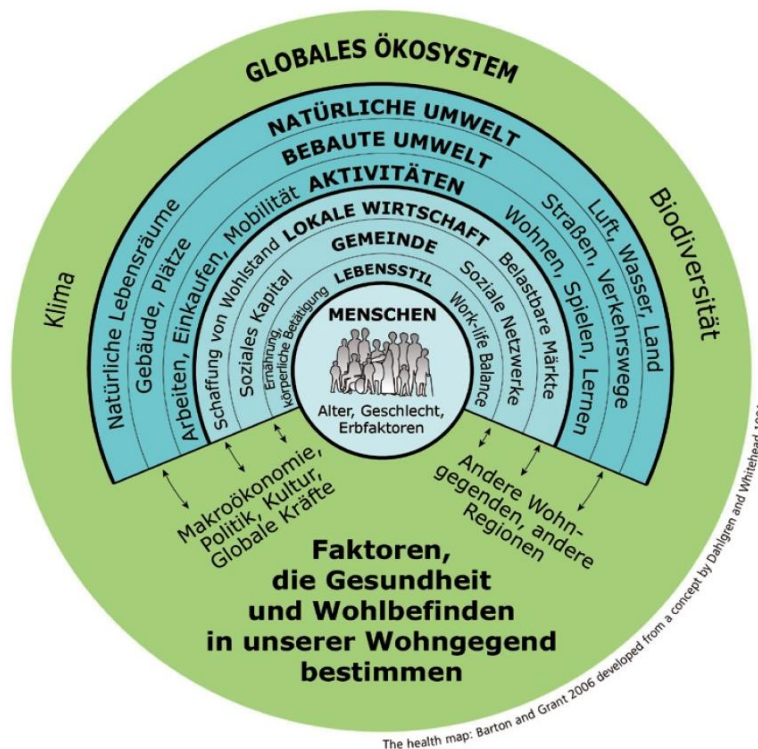 GLOBALES ÖKOSYSTEM
Klima
Biodiversität
NATÜRLICHE UMWELT
Natürliche Lebensräume
Luft, Wasser, Land
BEBAUTE UMWELT
Gebäude, Plätze
Straßen, Verkehrswege
AKTIVITÄTEN
Arbeiten, Einkaufen, Mobilität
Wohnen, Spielen, Lernen
LOKALE WIRTSCHAFT
Schaffung von Wohlstand
Belastbare Märkte
GEMEINDE
Soziales Kapital
Soziale Netzwerke
LEBENSSTIL
Ernährung,
körperliche Betätigung
Work-life Balance
MENSCHEN
Alter, Geschlecht,
Erbfaktoren
Makroökonomie,
Politik, Kultur,
Globale Kräfte
Andere Wohn-
gegenden, andere
Regionen
Faktoren,
die Gesundheit
und Wohlbefinden
in unserer Wohngegend
bestimmen
The health map: Barton and Grant 2006 developed from a concept by Dahlgren and Whitehead